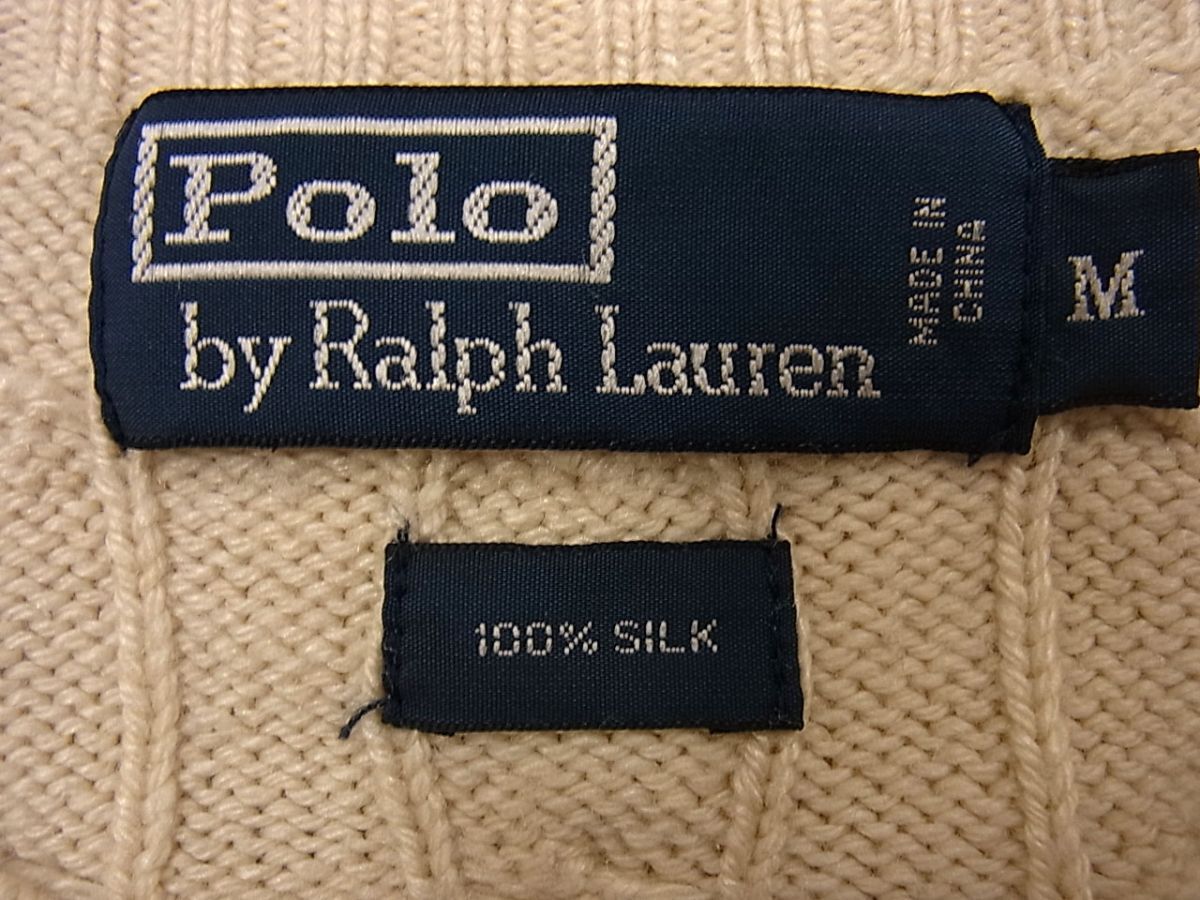 Polo
by Ralph Lauren
MADE IN
CHINA
M
100% SILK